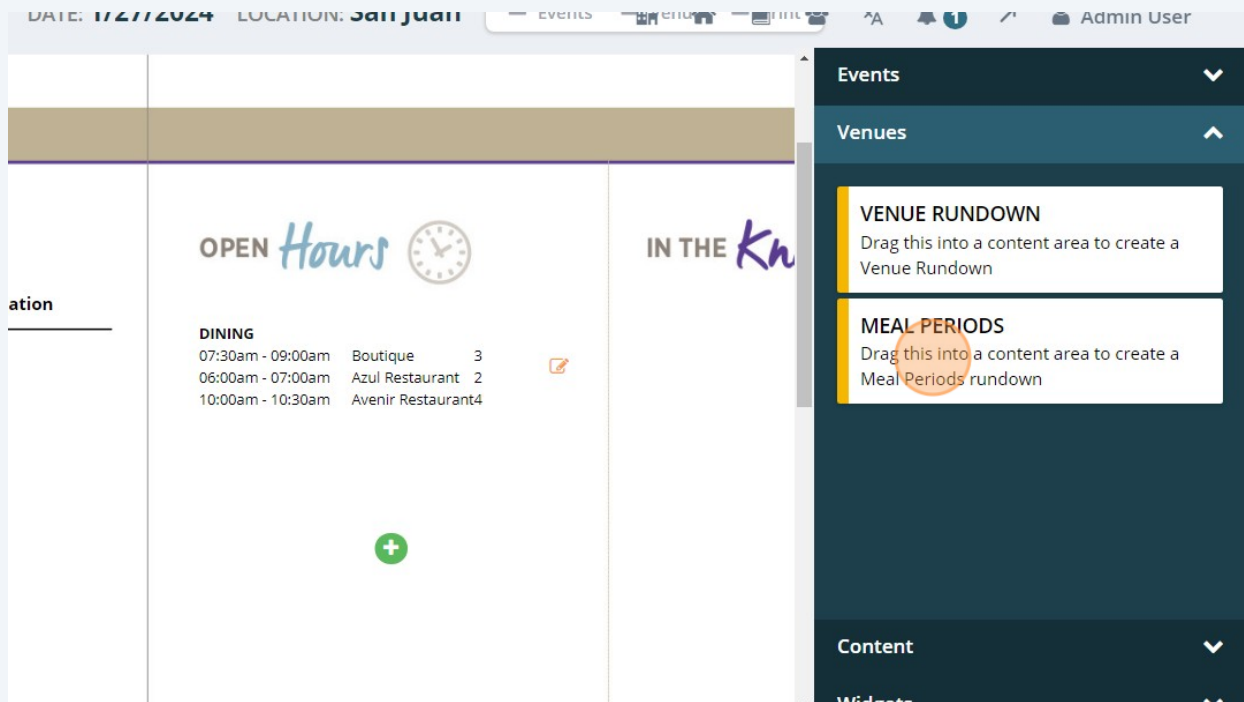 DATE: 1/27/2024 LOCATION: San Juan
Events
1
Admin User
Events
Venues
OPEN Hours
IN THE Kn
VENUE RUNDOWN
Drag this into a content area to create a
Venue Rundown
ation
DINING
07:30am - 09:00am Boutique 3
06:00am - 07:00am Azul Restaurant 2
10:00am - 10:30am Avenir Restaurant4
MEAL PERIODS
Drag this into a content area to create a
Meal Periods rundown
Content
Widgets